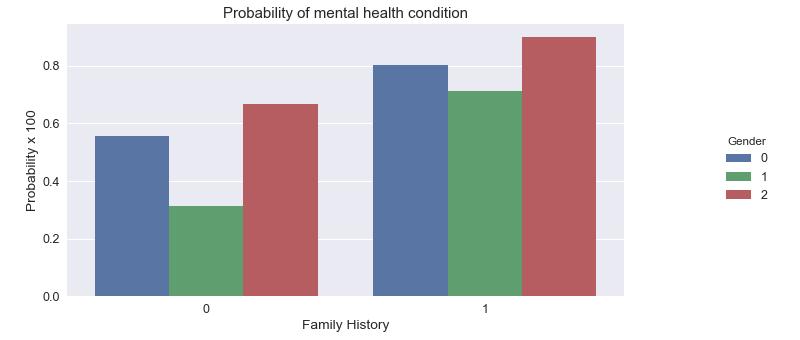 Probability of mental health condition
Probability x 100
0.8
0.6
0.4
0.2
0.0
0
1
Family History
Gender
0
1
2